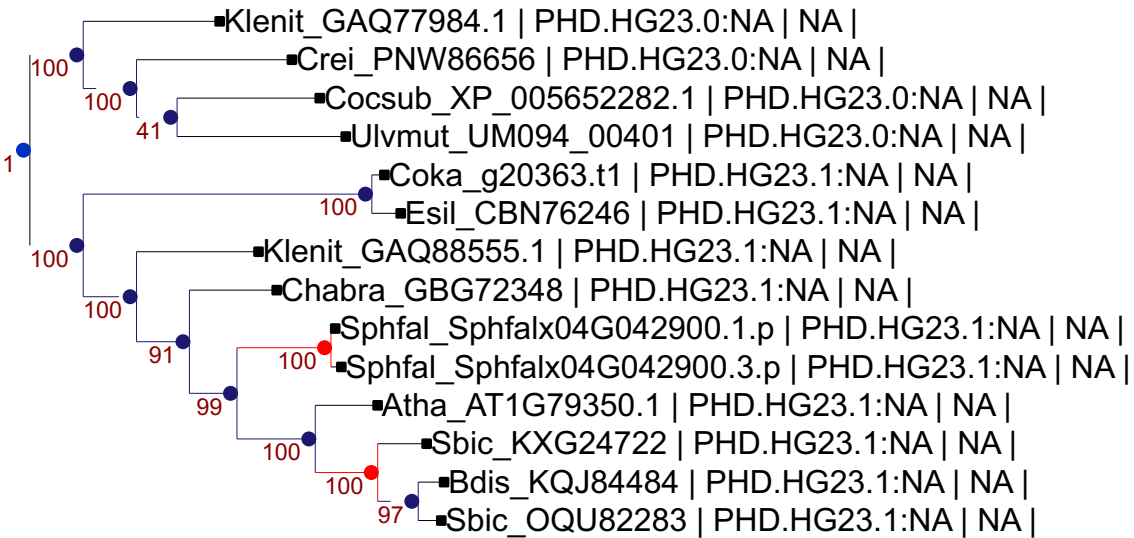 Klenit_GAQ77984.1 | PHD.HG23.0:NA | NA |
100
Crei_PNW86656 | PHD.HG23.0:NA | NA |
100
Cocsub_XP_005652282.1 | PHD.HG23.0:NA | NA |
41
Ulvmut_UM094_00401 | PHD.HG23.0:NA | NA |
1
Coka_g20363.t1 | PHD.HG23.1:NA | NA |
100
Esil_CBN76246 | PHD.HG23.1:NA | NA |
100
Klenit_GAQ88555.1 | PHD.HG23.1:NA | NA |
100
Chabra_GBG72348 | PHD.HG23.1:NA | NA |
91
Sphfal_Sphfalx04G042900.1.p | PHD.HG23.1:NA | NA |
100
Sphfal_Sphfalx04G042900.3.p | PHD.HG23.1:NA | NA |
99
Atha_AT1G79350.1 | PHD.HG23.1:NA | NA |
100
Sbic_KXG24722 | PHD.HG23.1:NA | NA |
100
Bdis_KQJ84484 | PHD.HG23.1:NA | NA |
97
Sbic_OQU82283 | PHD.HG23.1:NA | NA |